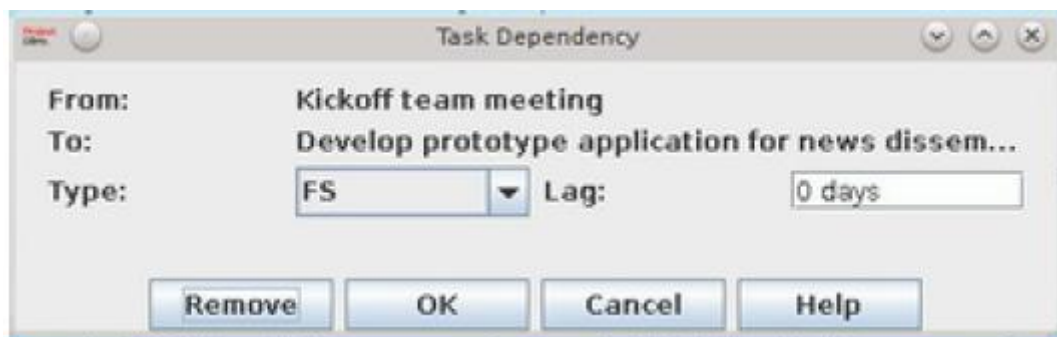 Task Dependency
From: Kickoff team meeting
To: Develop prototype application for news dissem...
Type: FS Lag: 0 days
Remove OK Cancel Help